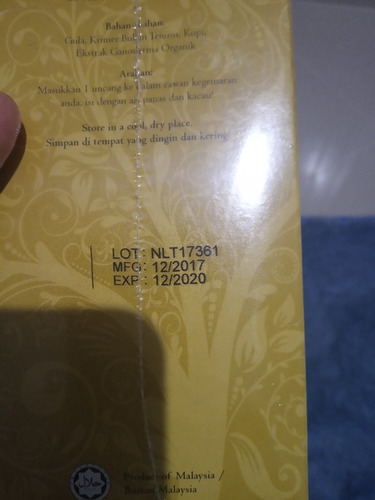 Bahan-bahan:
Gula, Krimer Bukan Tenusu, Kopi,
Ekstrak Ganoderma Organik
Arahan:
Masukkan 1 uncang ke dalam cawan kegemaran
anda, isi dengan air panas dan kacau!
Store in a cool, dry place.
Simpan di tempat yang dingin dan kering.
LOT: NLT17361
MFG: 12/2017
EXP : 12/2020
Product of Malaysia /
Buatan Malaysia